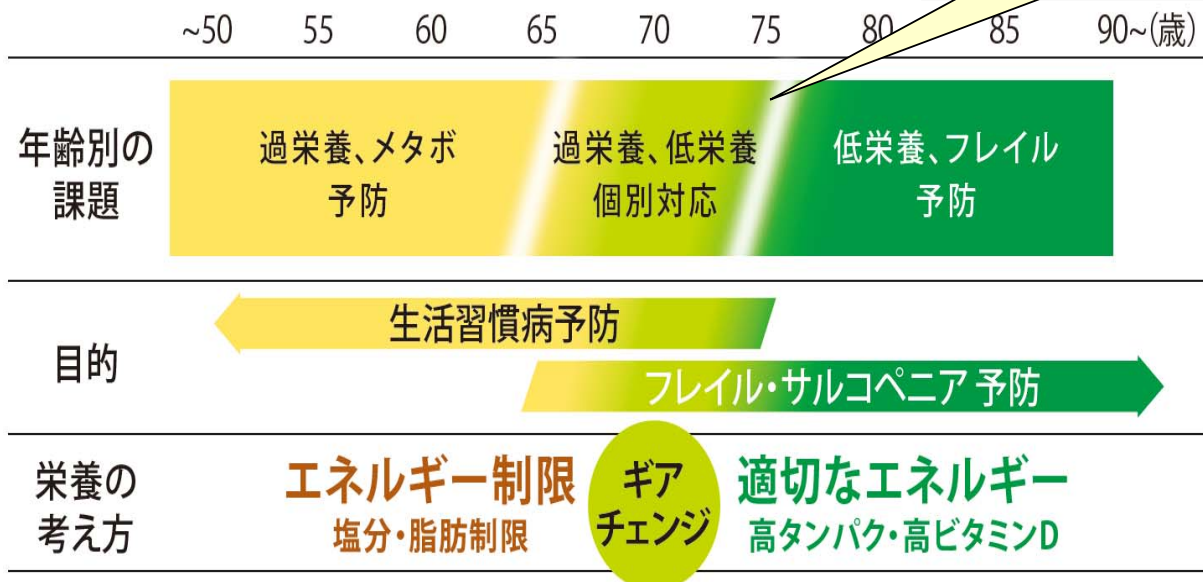 ~50 55 60 65 70 75 80 85 90~(歳)
年齢別の
課題
過栄養、メタボ
予防
過栄養、低栄養
個別対応
低栄養、フレイル
予防
目的
生活習慣病予防
フレイル・サルコペニア 予防
栄養の
考え方
エネルギー制限
塩分・脂肪制限
ギア
チェンジ
適切なエネルギー
高タンパク・高ビタミンD